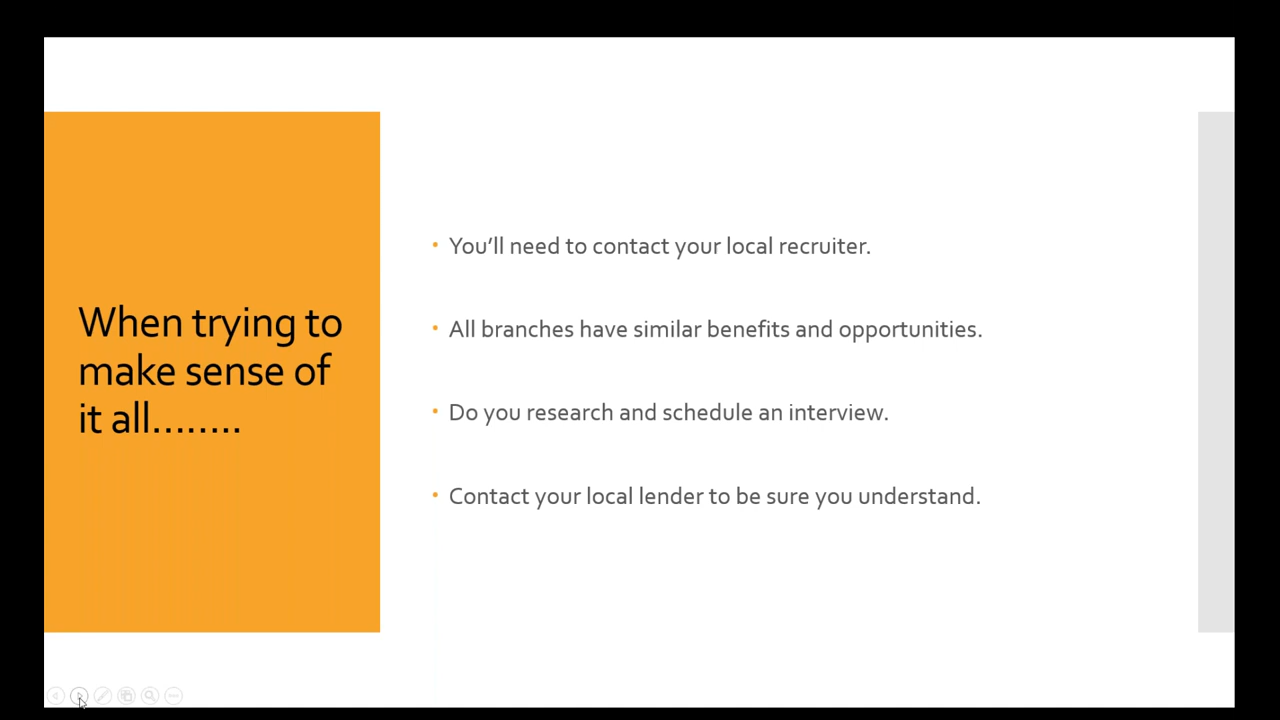 When trying to
make sense of
it all........
• You’ll need to contact your local recruiter.
• All branches have similar benefits and opportunities.
• Do you research and schedule an interview.
• Contact your local lender to be sure you understand.